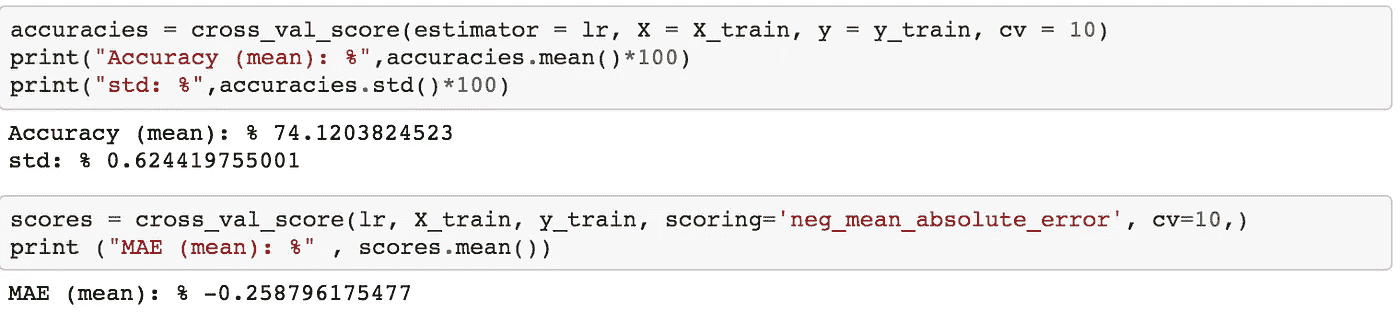 accuracies = cross_val_score(estimator = lr, X = X_train, y = y_train, cv = 10)
print("Accuracy (mean): %",accuracies.mean()*100)
print("std: %",accuracies.std()*100)
Accuracy (mean): % 74.1203824523
std: % 0.624419755001
scores = cross_val_score(lr, X_train, y_train, scoring='neg_mean_absolute_error', cv=10,)
print ("MAE (mean): %" , scores.mean())
MAE (mean): % -0.258796175477